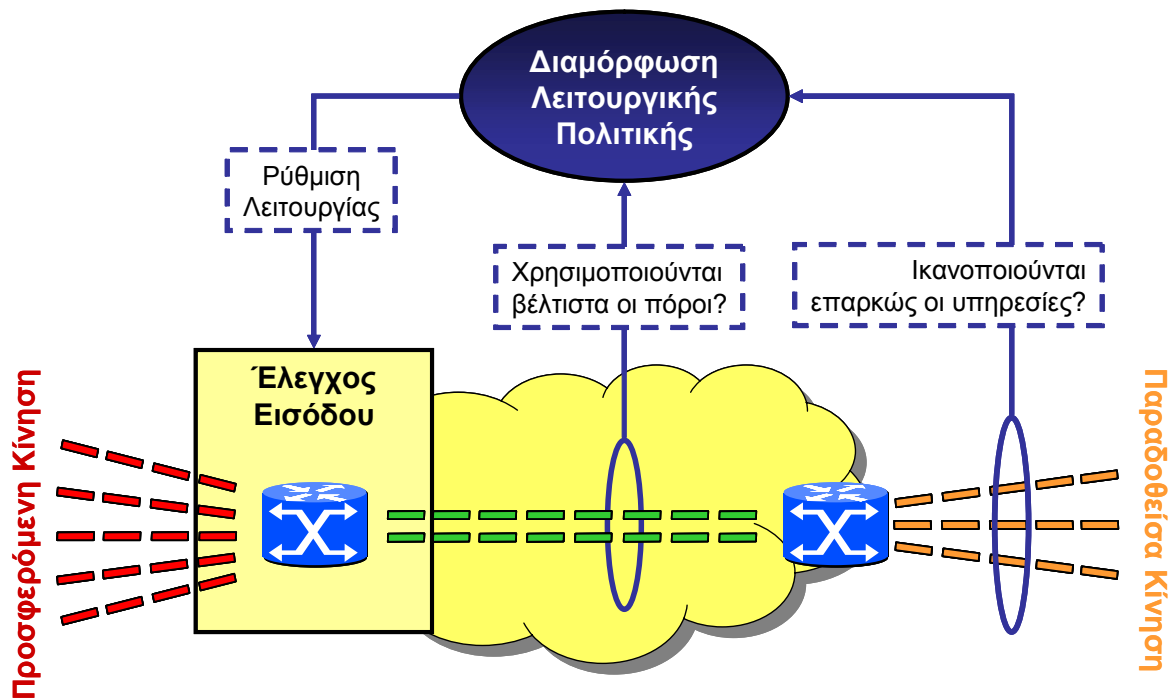 Διαμόρφωση
Λειτουργικής
Πολιτικής
Ρύθμιση
Λειτουργίας
Χρησιμοποιούνται
βέλτιστα οι πόροι?
Ικανοποιούνται
επαρκώς οι υπηρεσίες?
Έλεγχος
Εισόδου
Προσφερόμενη Κίνηση
Παραδοθείσα Κίνηση